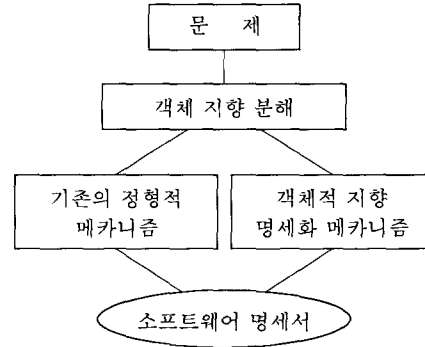 문 제
객체 지향 분해
기존의 정형적
메카니즘
객체적 지향
명세화 메카니즘
소프트웨어 명세서